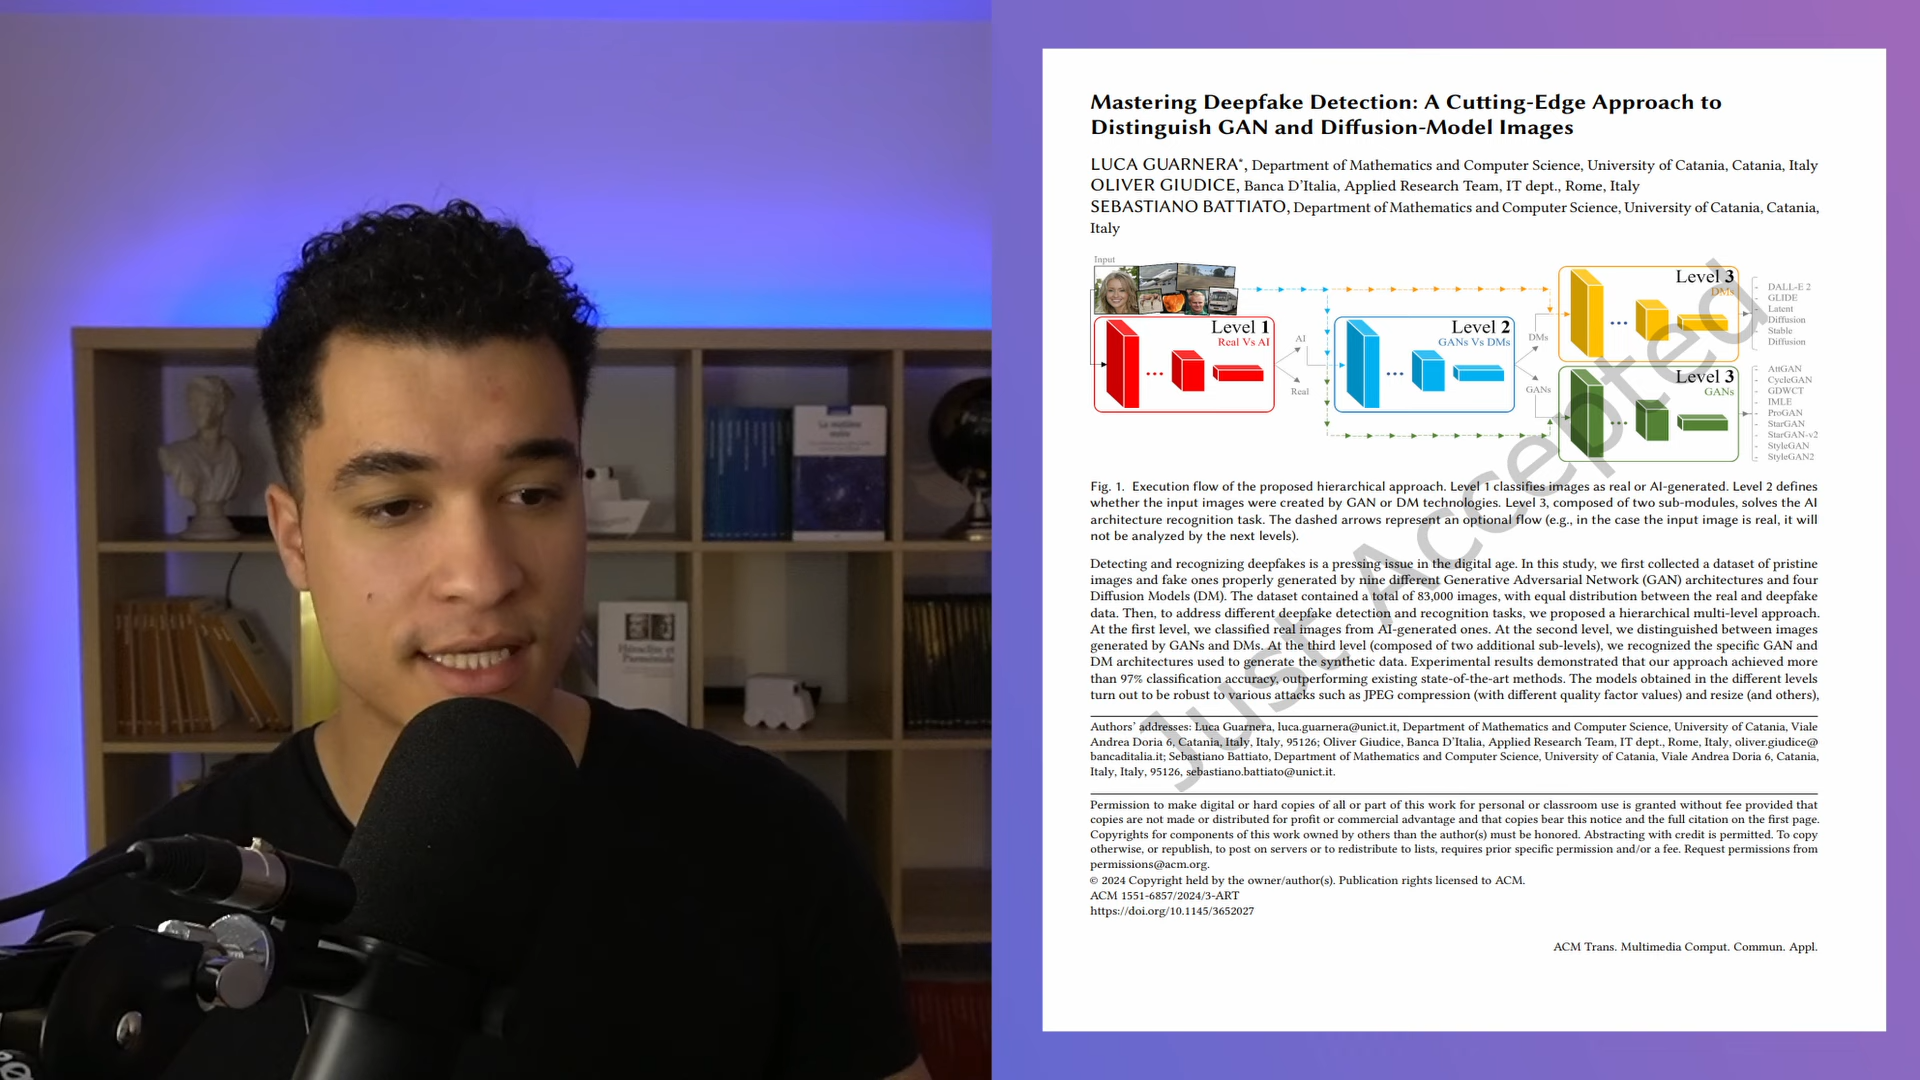 La matière
noire
Héraclite et
Parménide
Mastering Deepfake Detection: A Cutting-Edge Approach to
Distinguish GAN and Diffusion-Model Images
LUCA GUARNERA*, Department of Mathematics and Computer Science, University of Catania, Catania, Italy
OLIVER GIUDICE, Banca D'Italia, Applied Research Team, IT dept., Rome, Italy
SEBASTIANO BATTIATO, Department of Mathematics and Computer Science, University of Catania, Catania,
Italy
Input
Level 1
Real Vs AI
AI
Real
Level 2
GANs Vs DMs
DMs
GANs
Level 3
DMs
DALL-E 2
GLIDE
Latent
Diffusion
Stable
Diffusion
Level 3
GANs
AttGAN
CycleGAN
GDWCT
IMLE
ProGAN
StarGAN
StarGAN-v2
StyleGAN
StyleGAN2
Just Accepted
Fig. 1. Execution flow of the proposed hierarchical approach. Level 1 classifies images as real or AI-generated. Level 2 defines
whether the input images were created by GAN or DM technologies. Level 3, composed of two sub-modules, solves the AI
architecture recognition task. The dashed arrows represent an optional flow (e.g., in the case the input image is real, it will
not be analyzed by the next levels).
Detecting and recognizing deepfakes is a pressing issue in the digital age. In this study, we first collected a dataset of pristine
images and fake ones properly generated by nine different Generative Adversarial Network (GAN) architectures and four
Diffusion Models (DM). The dataset contained a total of 83,000 images, with equal distribution between the real and deepfake
data. Then, to address different deepfake detection and recognition tasks, we proposed a hierarchical multi-level approach.
At the first level, we classified real images from AI-generated ones. At the second level, we distinguished between images
generated by GANs and DMs. At the third level (composed of two additional sub-levels), we recognized the specific GAN and
DM architectures used to generate the synthetic data. Experimental results demonstrated that our approach achieved more
than 97% classification accuracy, outperforming existing state-of-the-art methods. The models obtained in the different levels
turn out to be robust to various attacks such as JPEG compression (with different quality factor values) and resize (and others),
Authors' addresses: Luca Guarnera, luca.guarnera@unict.it, Department of Mathematics and Computer Science, University of Catania, Viale
Andrea Doria 6, Catania, Italy, Italy, 95126; Oliver Giudice, Banca D'Italia, Applied Research Team, IT dept., Rome, Italy, oliver.giudice@
bancaditalia.it; Sebastiano Battiato, Department of Mathematics and Computer Science, University of Catania, Viale Andrea Doria 6, Catania,
Italy, Italy, 95126, sebastiano.battiato@unict.it.
Permission to make digital or hard copies of all or part of this work for personal or classroom use is granted without fee provided that
copies are not made or distributed for profit or commercial advantage and that copies bear this notice and the full citation on the first page.
Copyrights for components of this work owned by others than the author(s) must be honored. Abstracting with credit is permitted. To copy
otherwise, or republish, to post on servers or to redistribute to lists, requires prior specific permission and/or a fee. Request permissions from
permissions@acm.org.
© 2024 Copyright held by the owner/author(s). Publication rights licensed to ACM.
ACM 1551-6857/2024/3-ART
https://doi.org/10.1145/3652027
ACM Trans. Multimedia Comput. Commun. Appl.